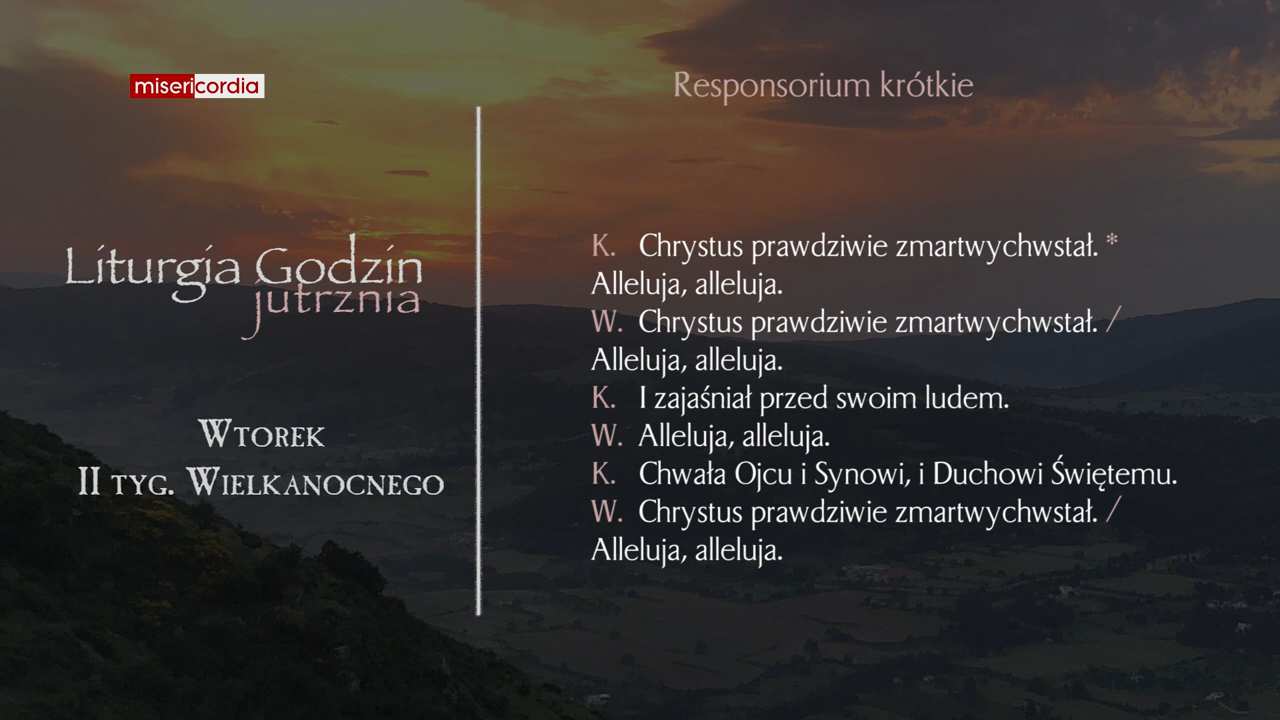 misericordia
Liturgia Godzin
jutrznia
Wtorek
II tyg. Wielkanocnego
Responsorium krótkie
K. Chrystus prawdziwie zmartwychwstał. *
Alleluja, alleluja.
W. Chrystus prawdziwie zmartwychwstał. /
Alleluja, alleluja.
K. I zajaśniał przed swoim ludem.
W. Alleluja, alleluja.
K. Chwała Ojcu i Synowi, i Duchowi Świętemu.
W. Chrystus prawdziwie zmartwychwstał. /
Alleluja, alleluja.